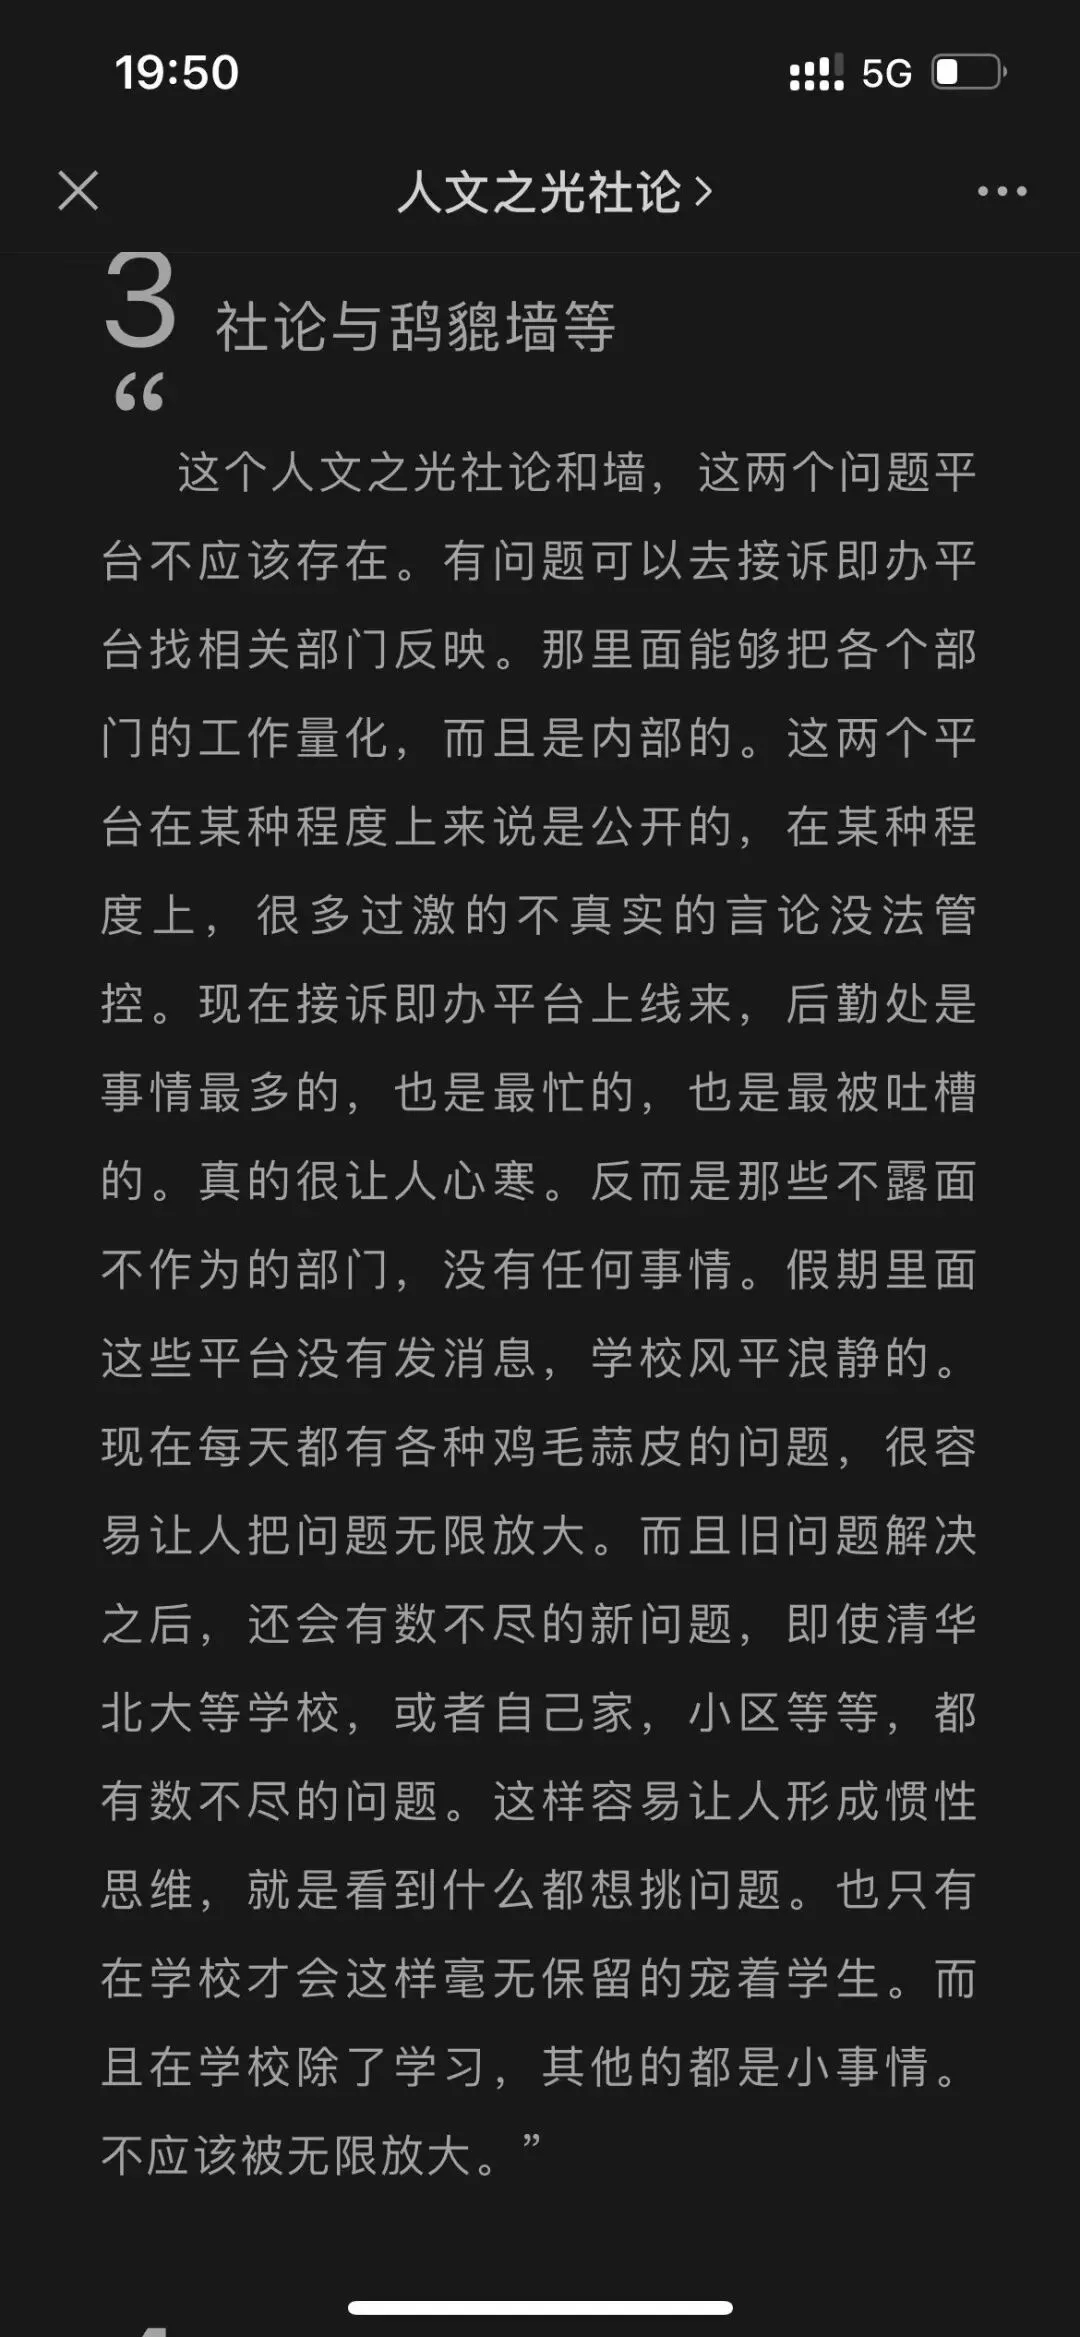 19:50
5G
人文之光社论
3 社论与鸹貔墙等
“
这个人文之光社论和墙，这两个问题平
台不应该存在。有问题可以去接诉即办平
台找相关部门反映。那里面能够把各个部
门的工作量化，而且是内部的。这两个平
台在某种程度上来说是公开的，在某种程
度上，很多过激的不真实的言论没法管
控。现在接诉即办平台上线来，后勤处是
事情最多的，也是最忙的，也是最被吐槽
的。真的很让人心寒。反而是那些不露面
不作为的部门，没有任何事情。假期里面
这些平台没有发消息，学校风平浪静的。
现在每天都有各种鸡毛蒜皮的问题，很容
易让人把问题无限放大。而且旧问题解决
之后，还会有数不尽的新问题，即使清华
北大等学校，或者自己家，小区等等，都
有数不尽的问题。这样容易让人形成惯性
思维，就是看到什么都想挑问题。也只有
在学校才会这样毫无保留的宠着学生。而
且在学校除了学习，其他的都是小事情。
不应该被无限放大。”